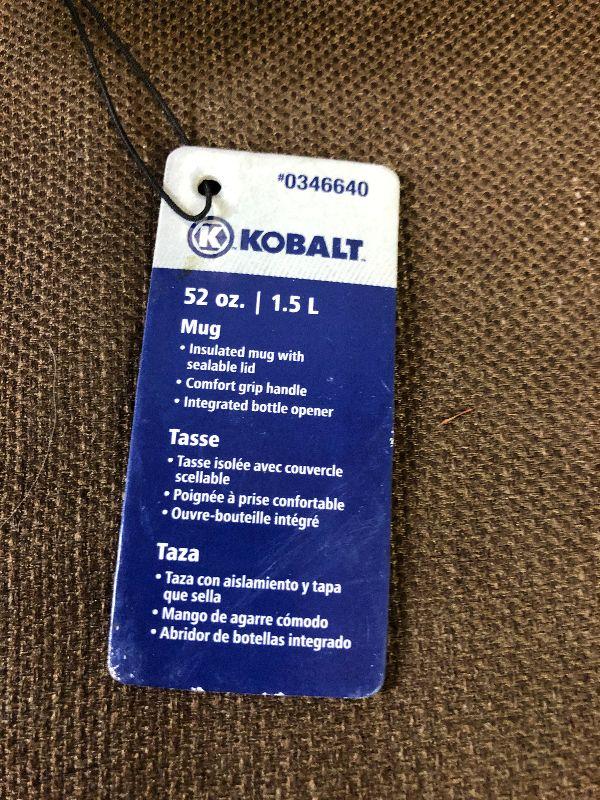 #0346640
K KOBALT
52 oz. | 1.5 L
Mug
• Insulated mug with
sealable lid
• Comfort grip handle
• Integrated bottle opener
Tasse
• Tasse isolée avec couvercle
scellable
• Poignée à prise confortable
• Ouvre-bouteille intégré
Taza
• Taza con aislamiento y tapa
que sella
• Mango de agarre cómodo
• Abridor de botellas integrado